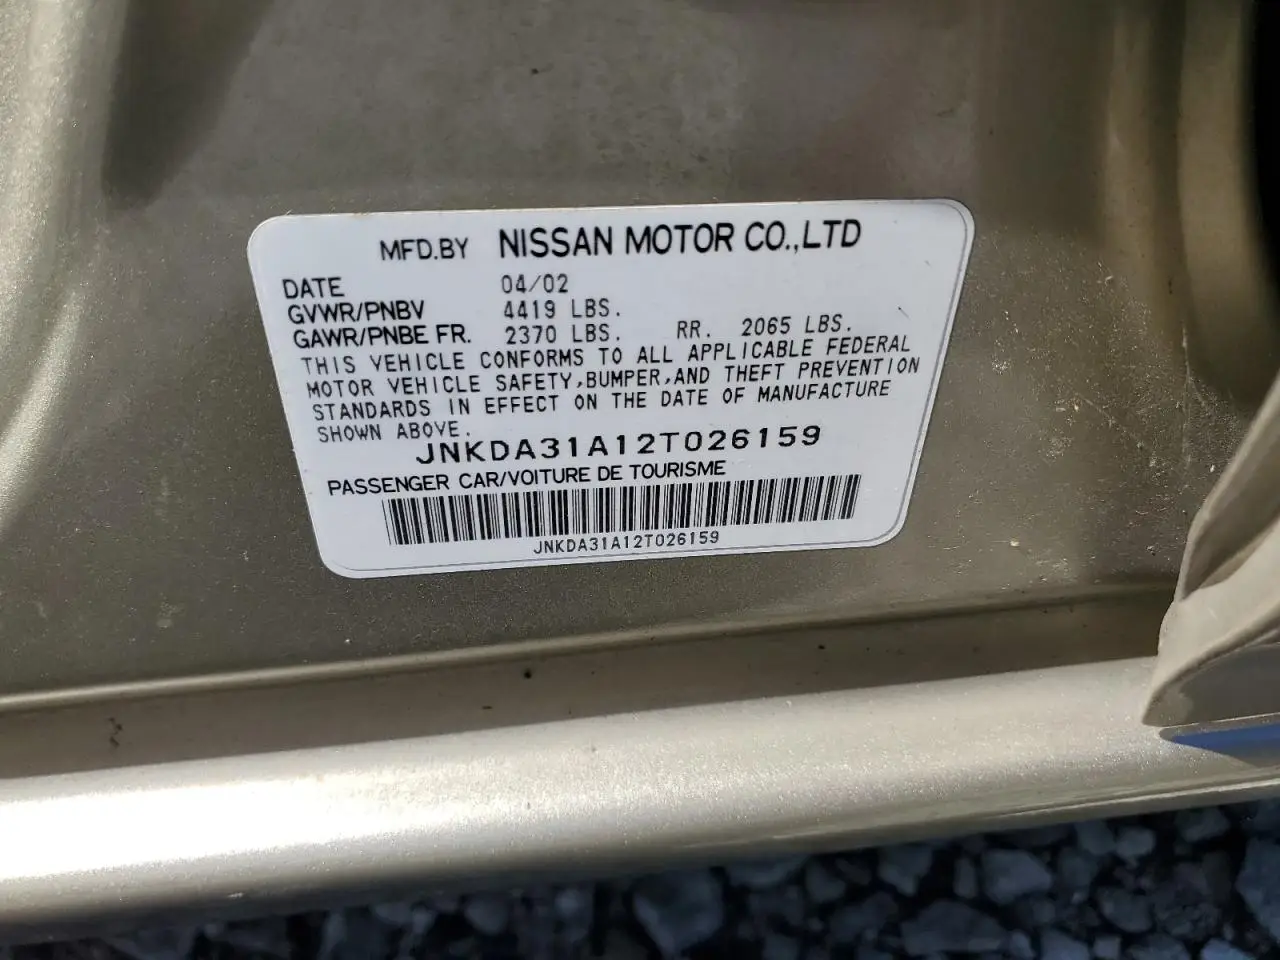 MFD.BY NISSAN MOTOR CO.,LTD
DATE 04/02
GVWR/PNBV 4419 LBS.
GAWR/PNBE FR. 2370 LBS. RR. 2065 LBS.
THIS VEHICLE CONFORMS TO ALL APPLICABLE FEDERAL
MOTOR VEHICLE SAFETY,BUMPER,AND THEFT PREVENTION
STANDARDS IN EFFECT ON THE DATE OF MANUFACTURE
SHOWN ABOVE.
JNKDA31A12T026159
PASSENGER CAR/VOITURE DE TOURISME
JNKDA31A12T026159